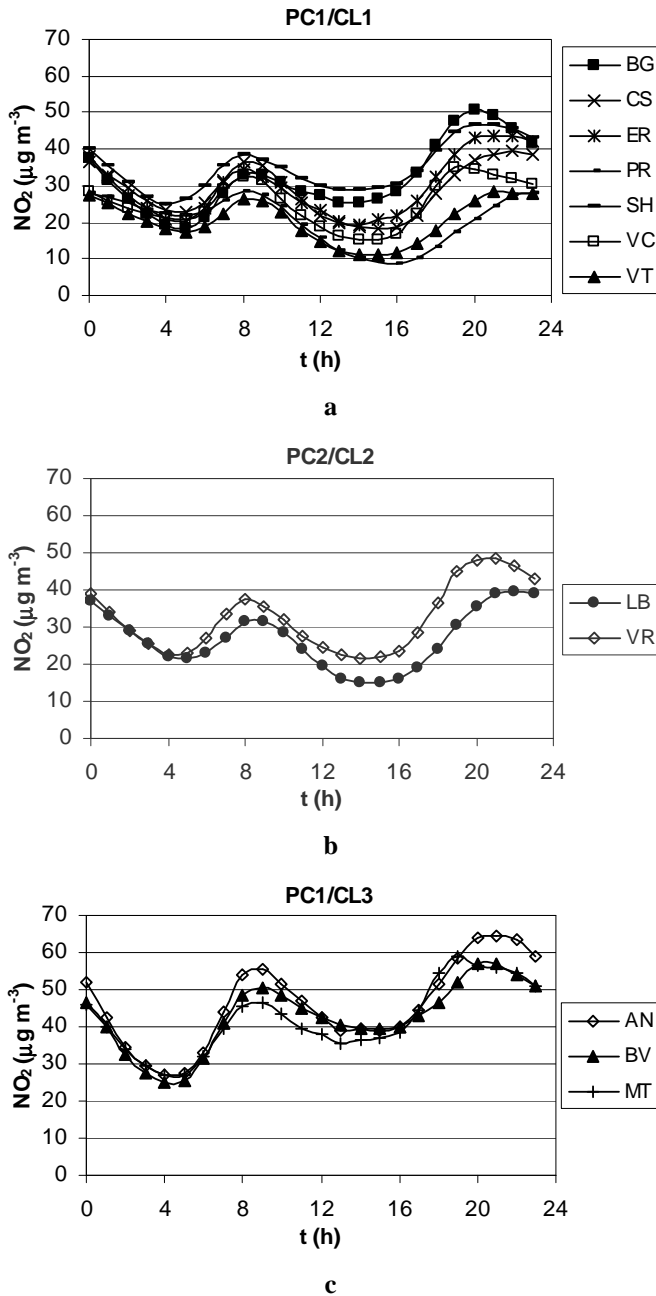 PC1/CL1
NO₂ (μg m⁻³)
70
60
50
40
30
20
10
0
0 4 8 12 16 20 24
t (h)
BG
CS
ER
PR
SH
VC
VT
a
PC2/CL2
NO₂ (μg m⁻³)
70
60
50
40
30
20
10
0
0 4 8 12 16 20 24
t (h)
LB
VR
b
PC1/CL3
NO₂ (μg m⁻³)
70
60
50
40
30
20
10
0
0 4 8 12 16 20 24
t (h)
AN
BV
MT
c